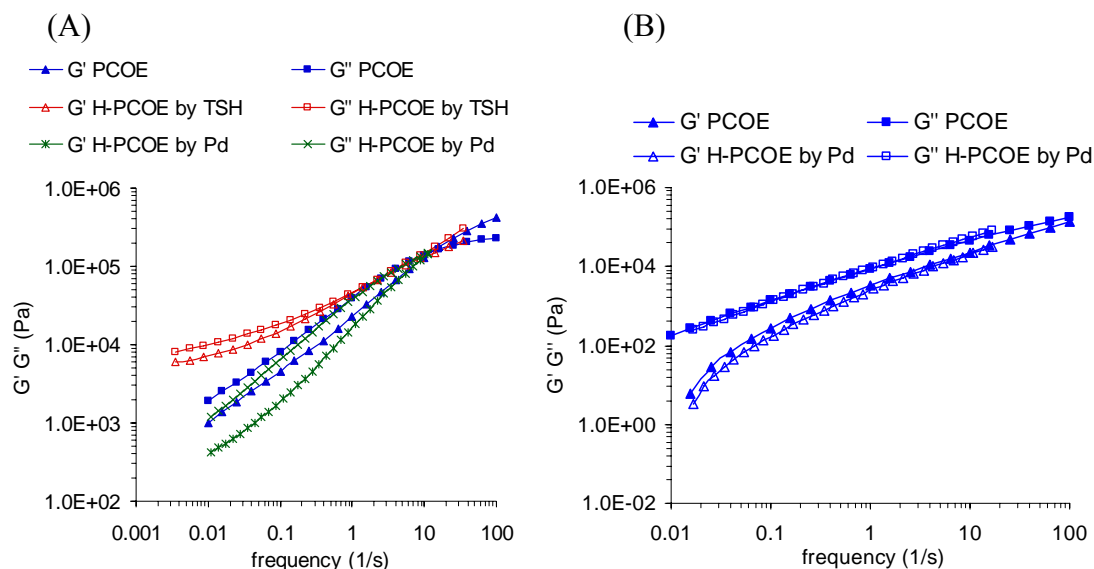 (A)
G' PCOE
G'' PCOE
G' H-PCOE by TSH
G'' H-PCOE by TSH
G' H-PCOE by Pd
G'' H-PCOE by Pd
1.0E+06
1.0E+05
1.0E+04
1.0E+03
1.0E+02
G' G'' (Pa)
0.001
0.01
0.1
1
10
100
frequency (1/s)
(B)
G' PCOE
G'' PCOE
G' H-PCOE by Pd
G'' H-PCOE by Pd
1.0E+06
1.0E+04
1.0E+02
1.0E+00
1.0E-02
G' G'' (Pa)
0.01
0.1
1
10
100
frequency (1/s)